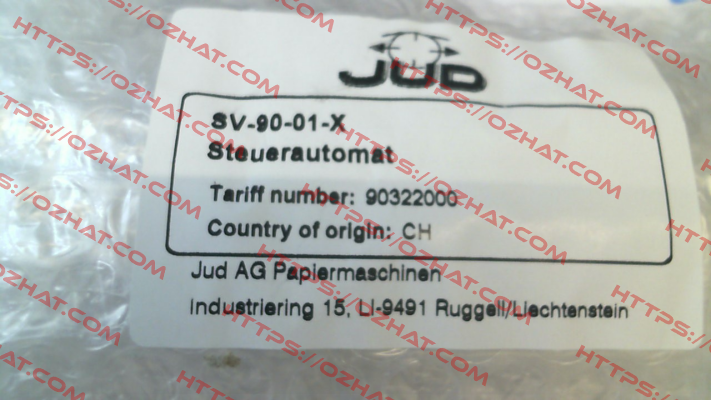 JUD
SV-90-01-X
Steuerautomat
Tariff number: 90322000
Country of origin: CH
Jud AG Papiermaschinen
Industriering 15, LI-9491 Ruggell/Liechtenstein
HTTPS://OZHAT.COM